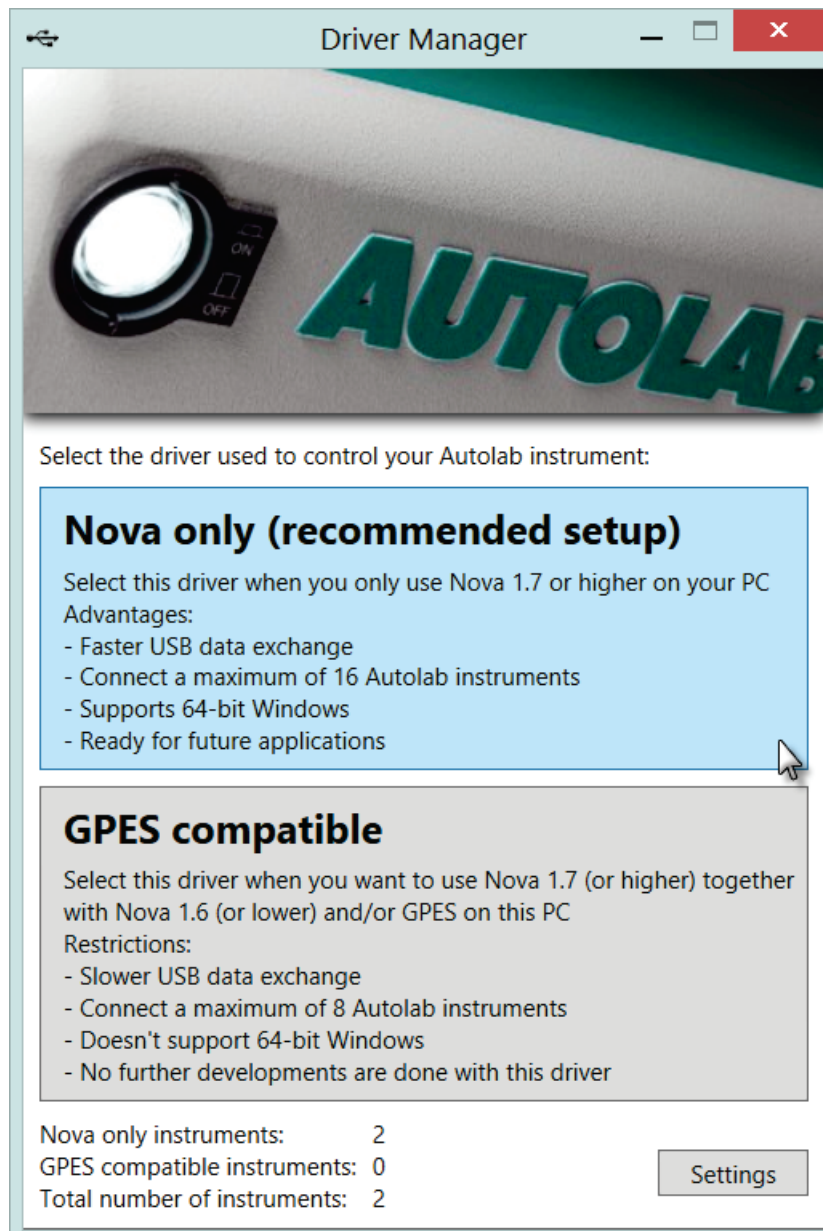 Driver Manager
ON
OFF
AUTOLAB
Select the driver used to control your Autolab instrument:
Nova only (recommended setup)
Select this driver when you only use Nova 1.7 or higher on your PC
Advantages:
- Faster USB data exchange
- Connect a maximum of 16 Autolab instruments
- Supports 64-bit Windows
- Ready for future applications
GPES compatible
Select this driver when you want to use Nova 1.7 (or higher) together
with Nova 1.6 (or lower) and/or GPES on this PC
Restrictions:
- Slower USB data exchange
- Connect a maximum of 8 Autolab instruments
- Doesn't support 64-bit Windows
- No further developments are done with this driver
Nova only instruments: 2
GPES compatible instruments: 0
Settings
Total number of instruments: 2